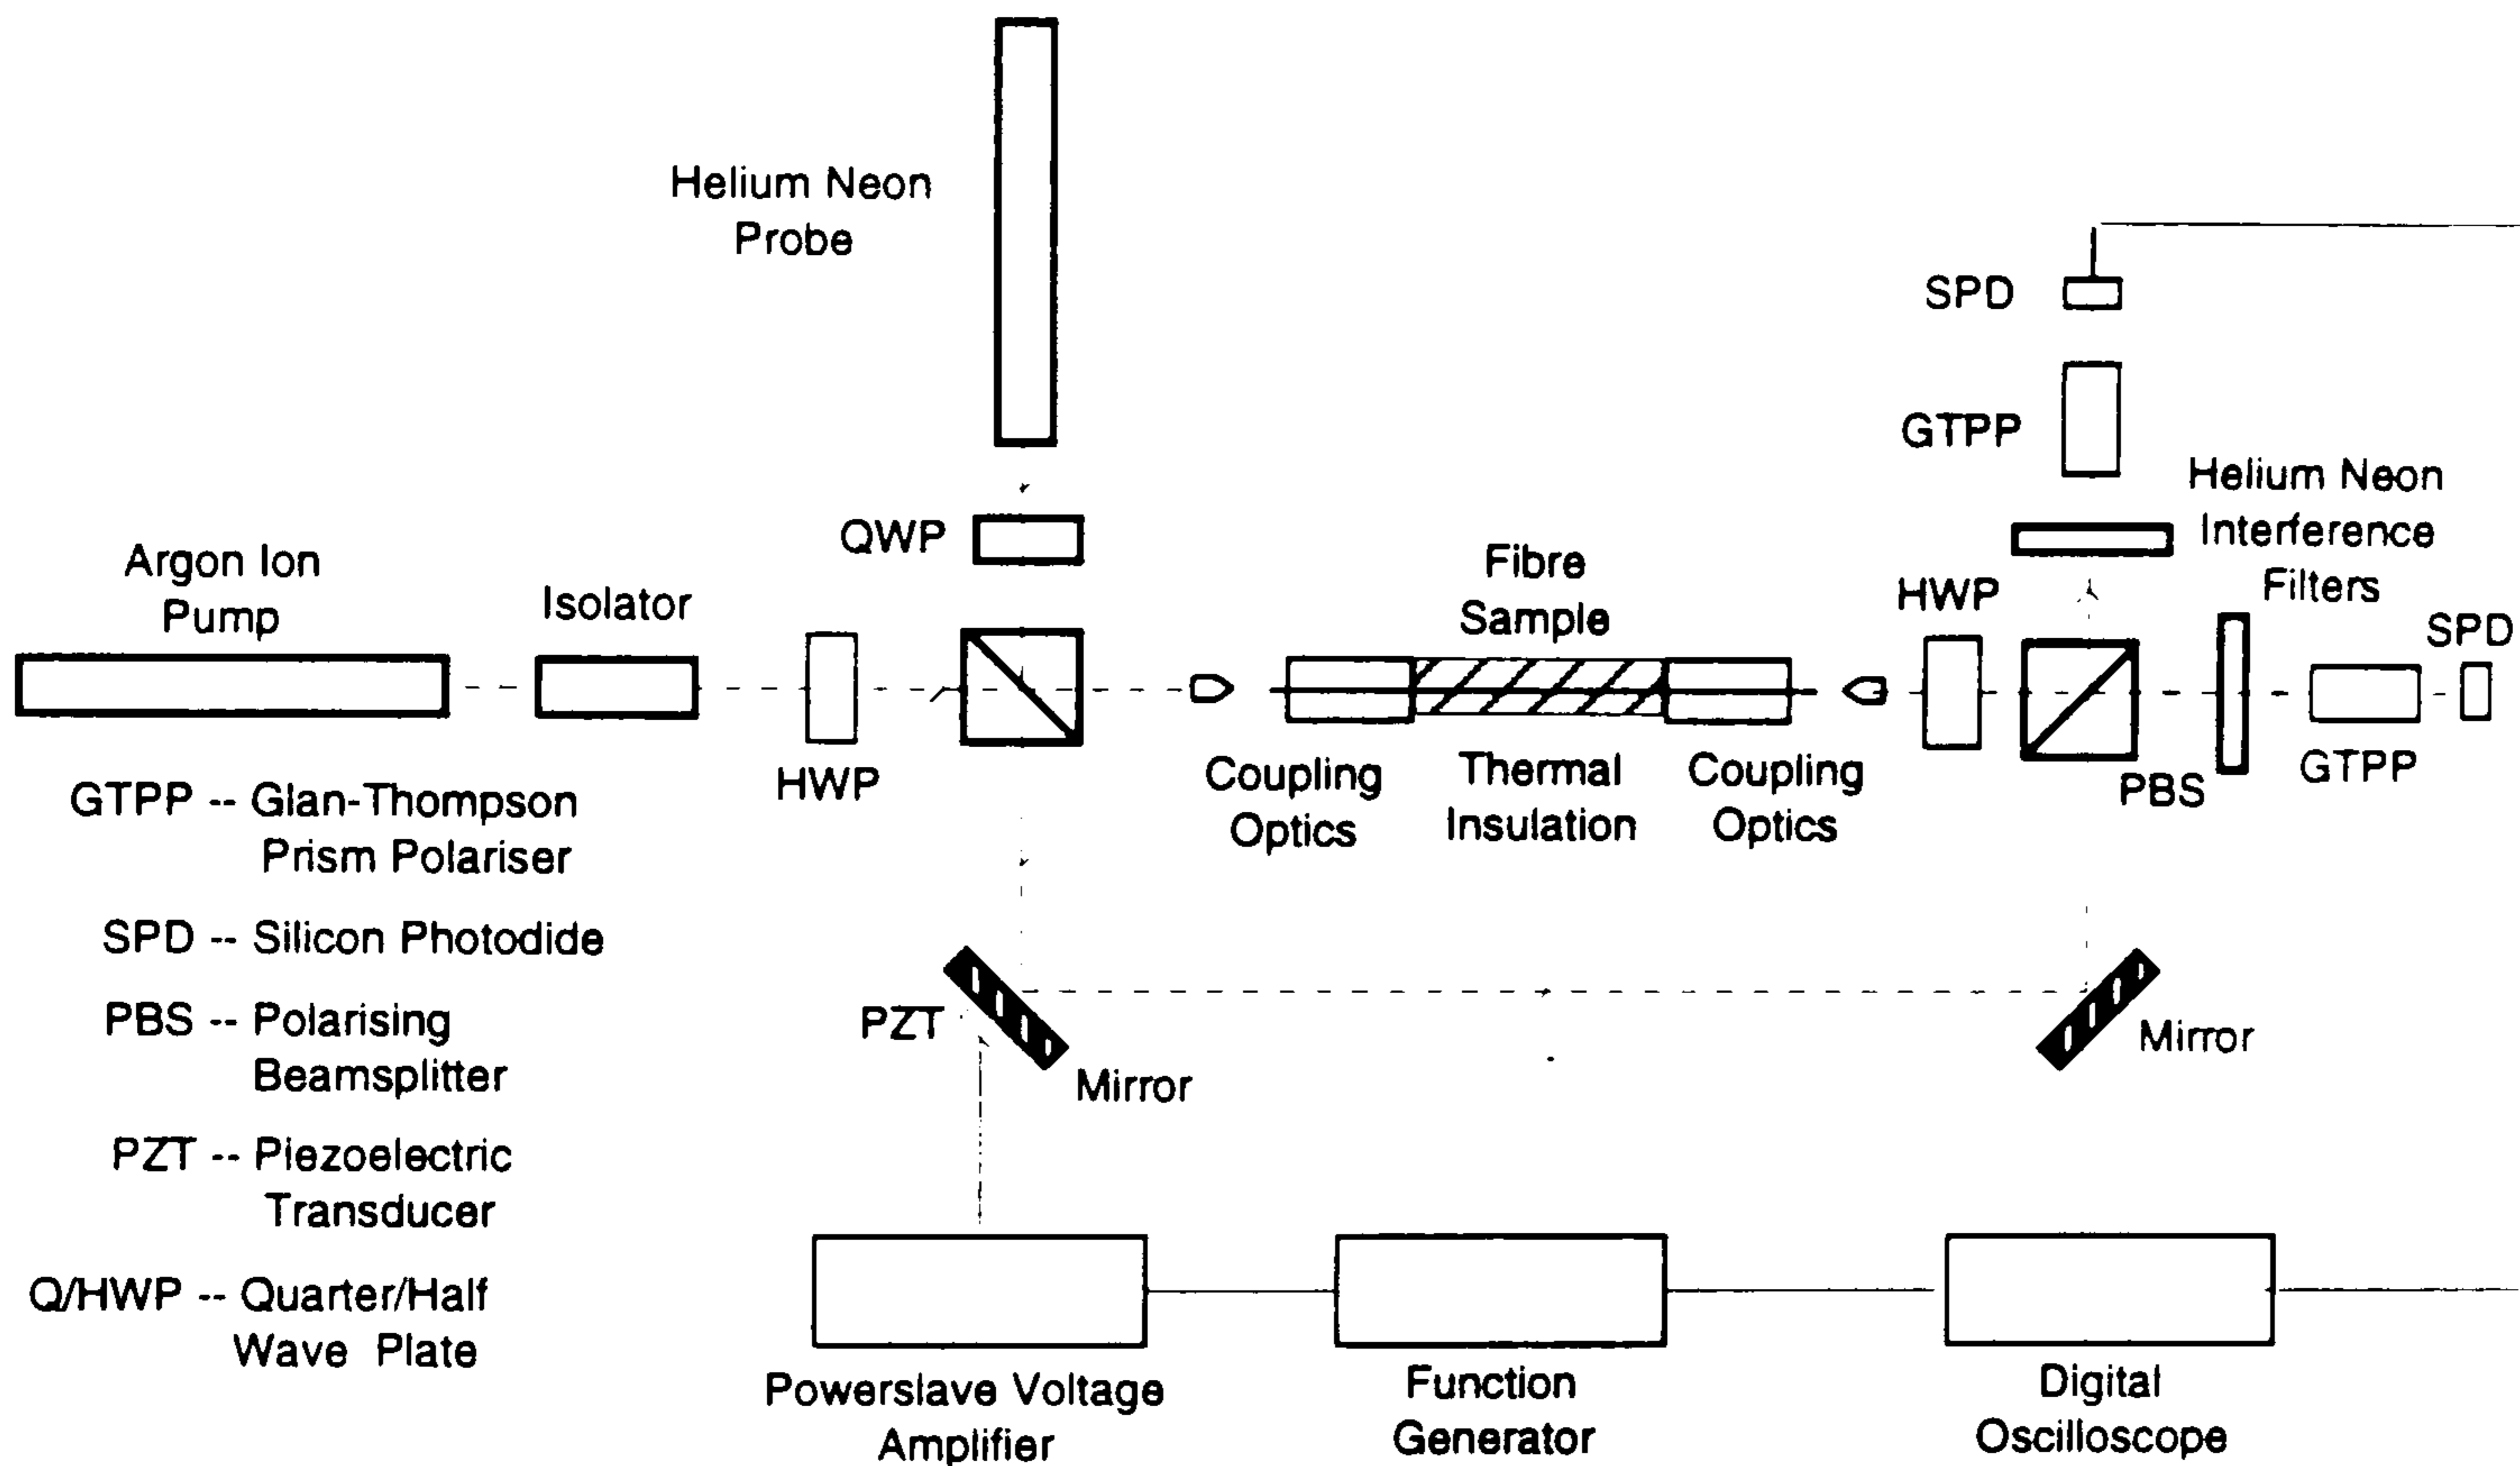 Helium Neon
Probe
SPD
GTPP
Helium Neon
Interference
Filters
QWP
Argon Ion
Pump
Isolator
Fibre
Sample
HWP
SPD
HWP
Coupling
Optics
Thermal
Insulation
Coupling
Optics
PBS
GTPP
GTPP -- Glan-Thompson
Prism Polariser
SPD -- Silicon Photodide
PBS -- Polarising
Beamsplitter
PZT -- Piezoelectric
Transducer
Q/HWP -- Quarter/Half
Wave Plate
PZT
Mirror
Mirror
Powerslave Voltage
Amplifier
Function
Generator
Digital
Oscilloscope